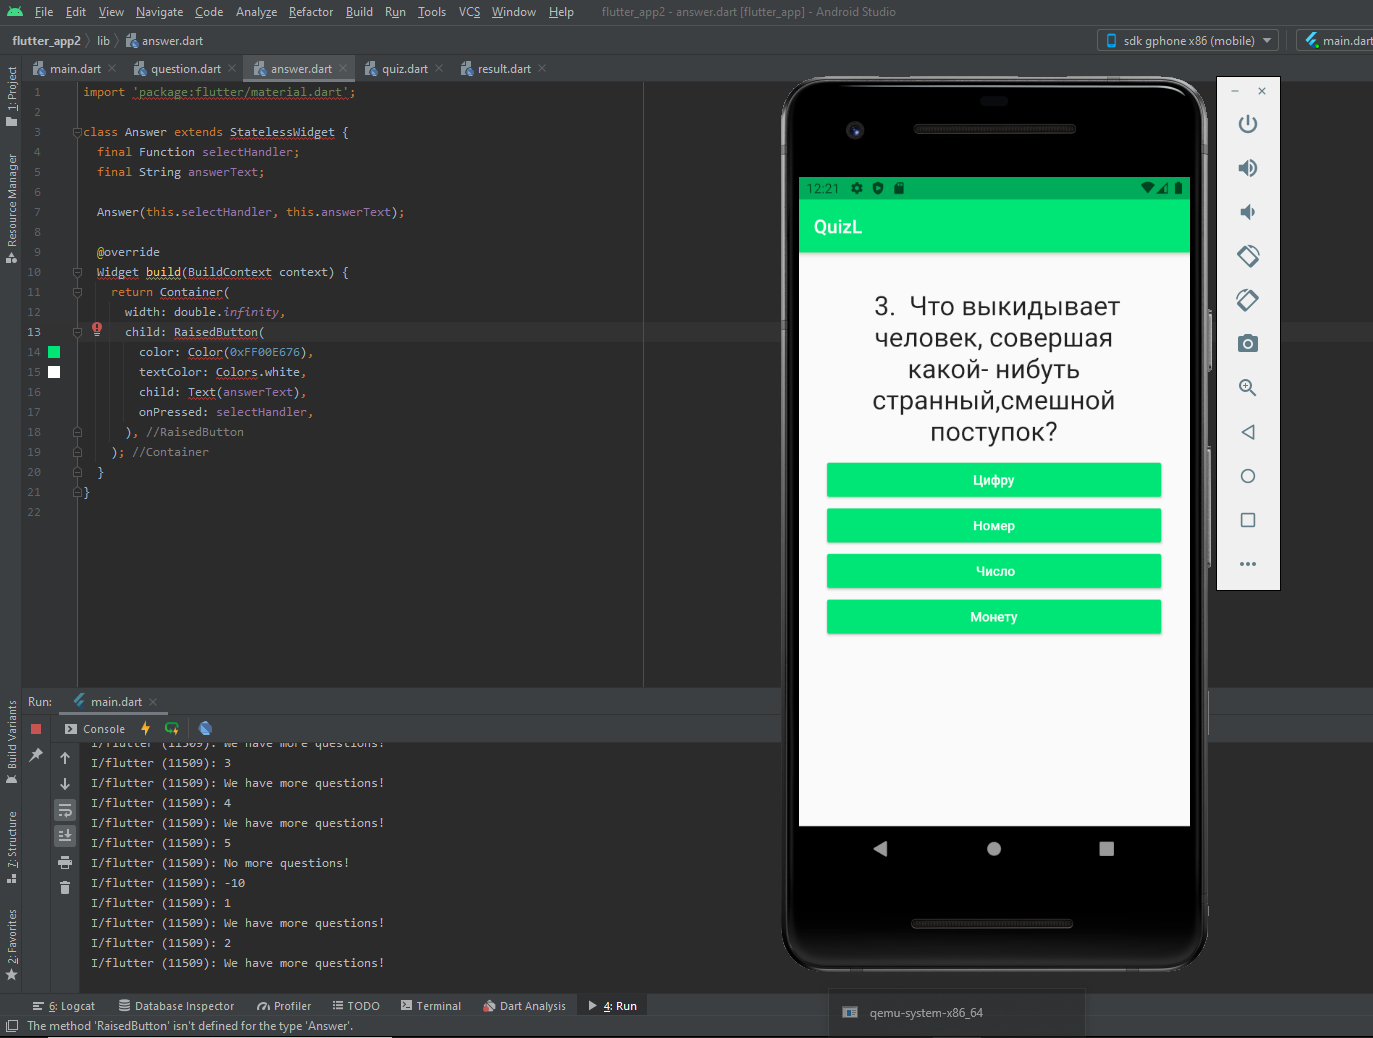 File Edit View Navigate Code Analyze Refactor Build Run Tools VCS Window Help flutter_app2 - answer.dart [flutter_app] - Android Studio
flutter_app2 lib answer.dart sdk gphone x86 (mobile) main.dart
main.dart question.dart answer.dart quiz.dart result.dart
1: Project
Resource Manager
Build Variants
7: Structure
2: Favorites
1 import 'package:flutter/material.dart';
2
3 class Answer extends StatelessWidget {
4 final Function selectHandler;
5 final String answerText;
6
7 Answer(this.selectHandler, this.answerText);
8
9 @override
10 Widget build(BuildContext context) {
11 return Container(
12 width: double.infinity,
13 child: RaisedButton(
14 color: Color(0xFF00E676),
15 textColor: Colors.white,
16 child: Text(answerText),
17 onPressed: selectHandler,
18 ), //RaisedButton
19 ); //Container
20 }
21 }
22
12:21
QuizL
3. Что выкидывает
человек, совершая
какой- нибуть
странный,смешной
поступок?
Цифру
Номер
Число
Монету
Run: main.dart
Console
I/flutter (11509): We have more questions!
I/flutter (11509): 3
I/flutter (11509): We have more questions!
I/flutter (11509): 4
I/flutter (11509): We have more questions!
I/flutter (11509): 5
I/flutter (11509): No more questions!
I/flutter (11509): -10
I/flutter (11509): 1
I/flutter (11509): We have more questions!
I/flutter (11509): 2
I/flutter (11509): We have more questions!
6: Logcat Database Inspector Profiler TODO Terminal Dart Analysis 4: Run
qemu-system-x86_64
The method 'RaisedButton' isn't defined for the type 'Answer'.